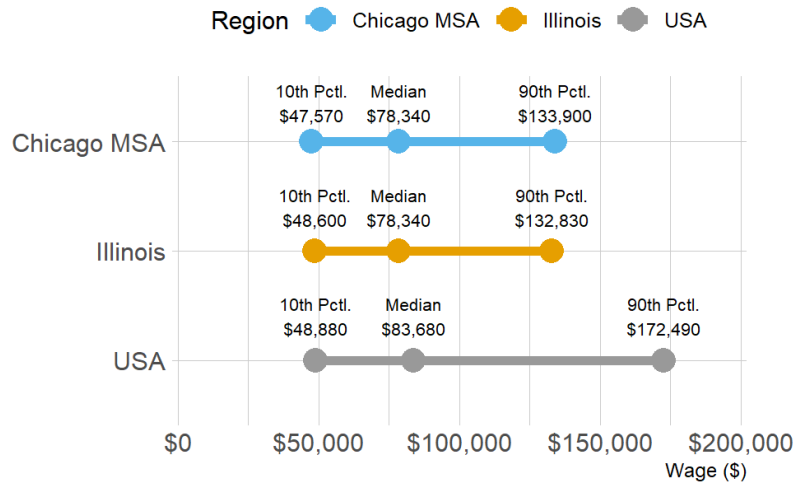 Region Chicago MSA Illinois USA
10th Pctl. Median 90th Pctl.
$47,570 $78,340 $133,900
Chicago MSA
10th Pctl. Median 90th Pctl.
$48,600 $78,340 $132,830
Illinois
10th Pctl. Median 90th Pctl.
$48,880 $83,680 $172,490
USA
$0 $50,000 $100,000 $150,000 $200,000
Wage ($)